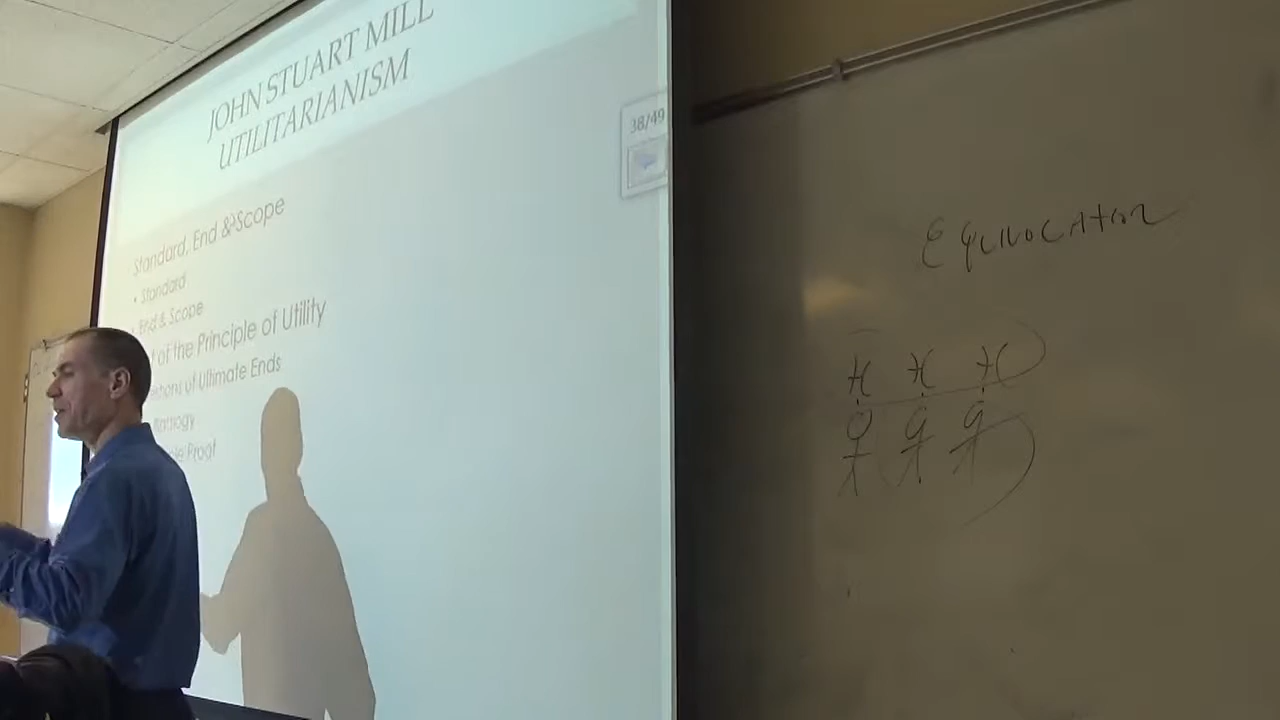 JOHN STUART MILL
UTILITARIANISM
38/49
Standard, End & Scope
• Standard
End & Scope
of the Principle of Utility
of Ultimate Ends
Proof
EQUIVOCATION
H H H